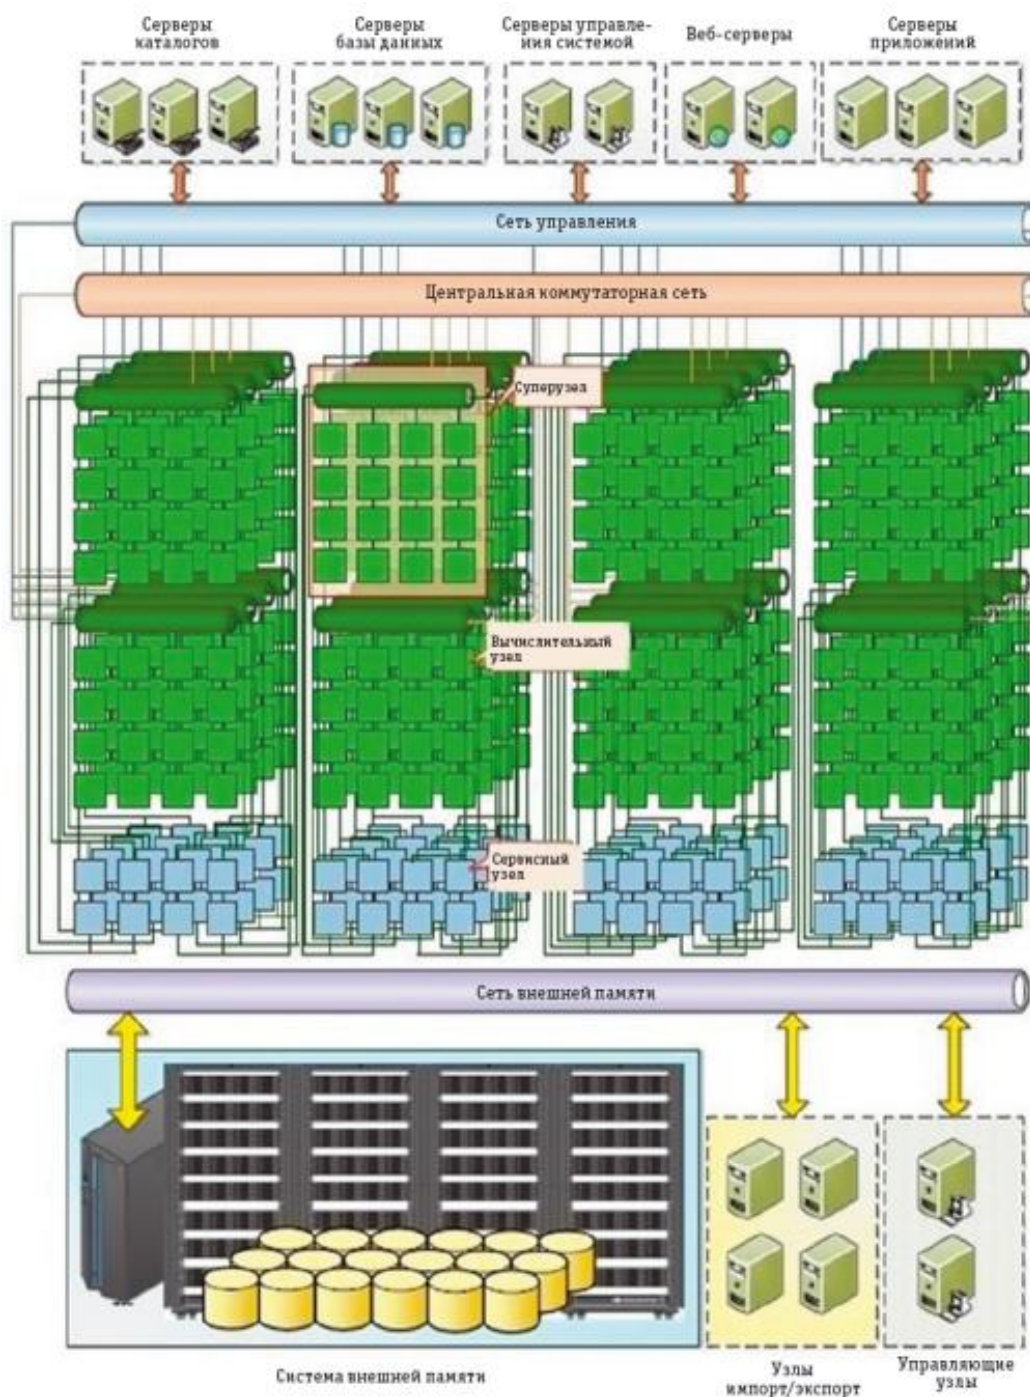 Серверы
каталогов
Серверы
базы данных
Серверы управле-
ния системой
Веб-серверы
Серверы
приложений
Сеть управления
Центральная коммутаторная сеть
Суперузел
Вычислительный
узел
Сервисный
узел
Сеть внешней памяти
Система внешней памяти
Узлы
импорт/экспорт
Управляющие
узлы